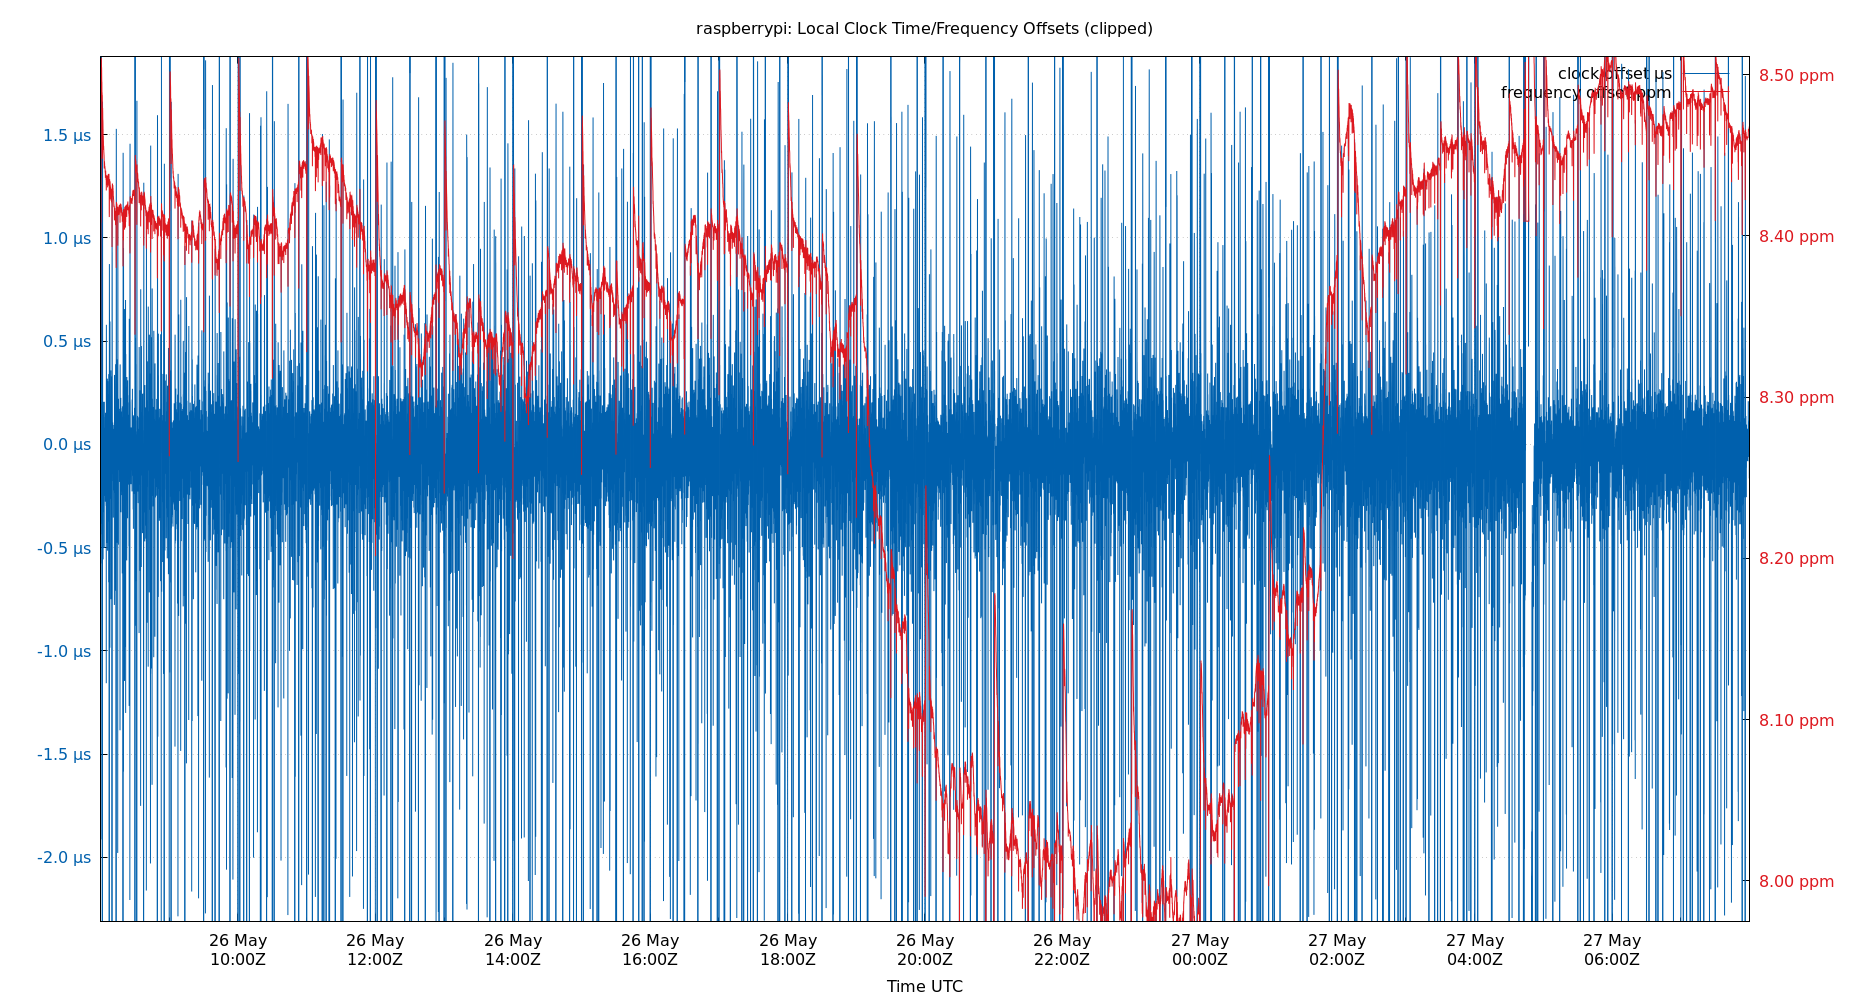 raspberrypi: Local Clock Time/Frequency Offsets (clipped)
clock offset µs
frequency offset ppm
1.5 µs
1.0 µs
0.5 µs
0.0 µs
-0.5 µs
-1.0 µs
-1.5 µs
-2.0 µs
8.50 ppm
8.40 ppm
8.30 ppm
8.20 ppm
8.10 ppm
8.00 ppm
26 May 26 May 26 May 26 May 26 May 26 May 26 May 27 May 27 May 27 May 27 May
10:00Z 12:00Z 14:00Z 16:00Z 18:00Z 20:00Z 22:00Z 00:00Z 02:00Z 04:00Z 06:00Z
Time UTC